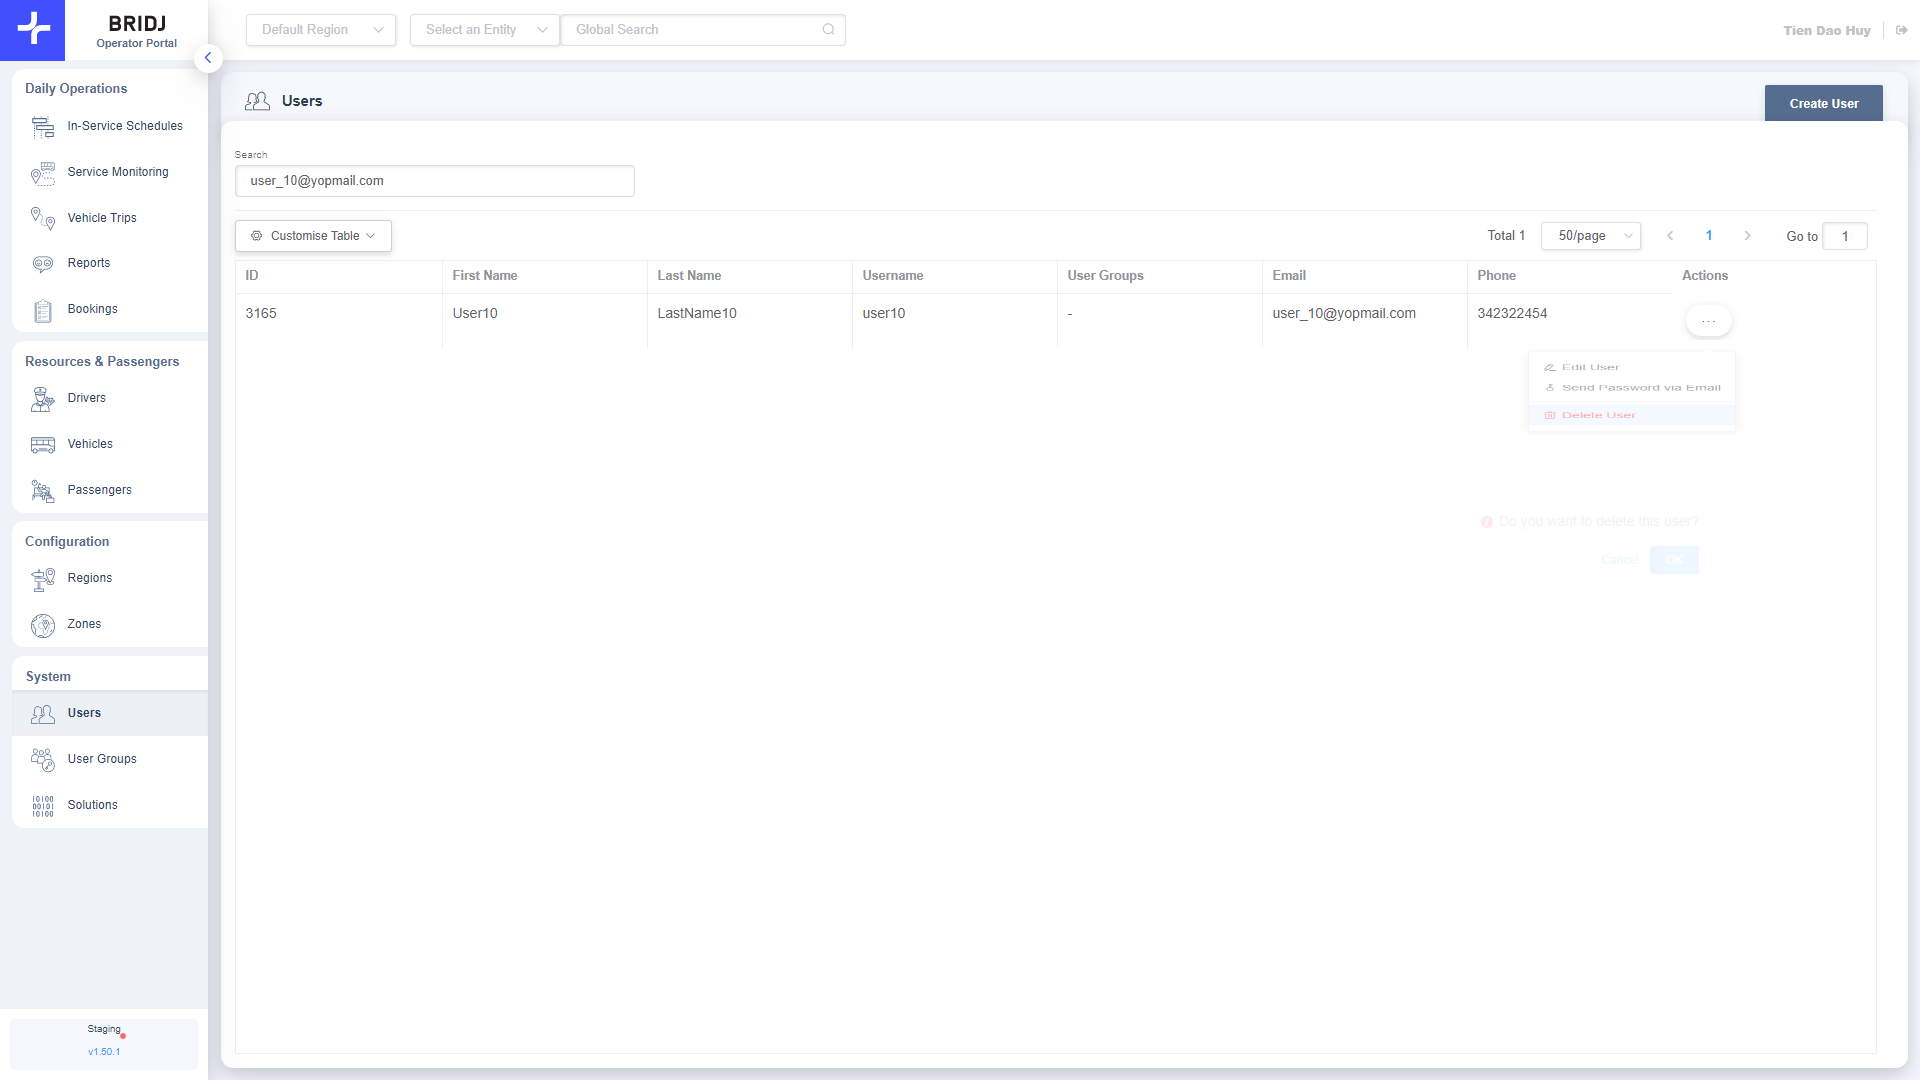 BRIDJ
Operator Portal
Default Region
Select an Entity
Global Search
Tien Dao Huy
Daily Operations
In-Service Schedules
Service Monitoring
Vehicle Trips
Reports
Bookings
Resources & Passengers
Drivers
Vehicles
Passengers
Configuration
Regions
Zones
System
Users
User Groups
Solutions
Staging
v1.50.1
Users
Create User
Search
user_10@yopmail.com
Customise Table
Total 1
50/page
1
Go to
1
ID First Name Last Name Username User Groups Email Phone Actions
3165 User10 LastName10 user10 - user_10@yopmail.com 342322454 ...
Edit User
Send Password via Email
Delete User
Do you want to delete this user?
Cancel
OK